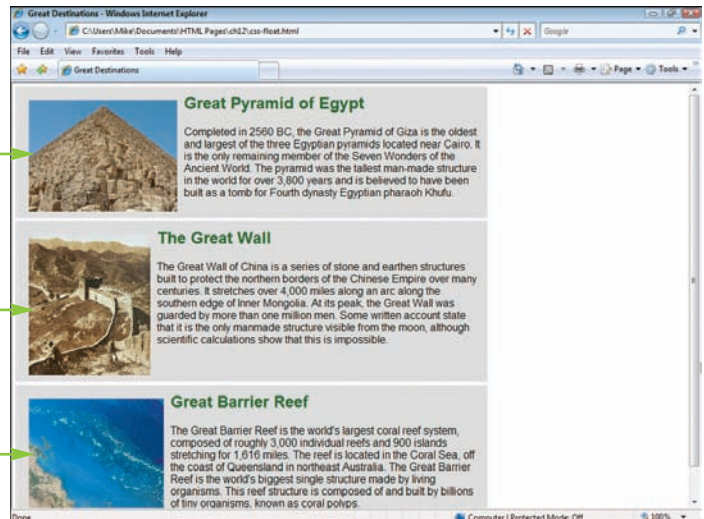 Great Destinations - Windows Internet Explorer
C:\Users\Mike\Documents\HTML Pages\ch12\css-float.html
Google
File Edit View Favorites Tools Help
Great Destinations
Page Tools
Great Pyramid of Egypt
Completed in 2560 BC, the Great Pyramid of Giza is the oldest
and largest of the three Egyptian pyramids located near Cairo. It
is the only remaining member of the Seven Wonders of the
Ancient World. The pyramid was the tallest man-made structure
in the world for over 3,800 years and is believed to have been
built as a tomb for Fourth dynasty Egyptian pharaoh Khufu.
The Great Wall
The Great Wall of China is a series of stone and earthen structures
built to protect the northern borders of the Chinese Empire over many
centuries. It stretches over 4,000 miles along an arc along the
southern edge of Inner Mongolia. At its peak, the Great Wall was
guarded by more than one million men. Some written account state
that it is the only manmade structure visible from the moon, although
scientific calculations show that this is impossible.
Great Barrier Reef
The Great Barrier Reef is the world's largest coral reef system,
composed of roughly 3,000 individual reefs and 900 islands
stretching for 1,616 miles. The reef is located in the Coral Sea, off
the coast of Queensland in northeast Australia. The Great Barrier
Reef is the world's biggest single structure made by living
organisms. This reef structure is composed of and built by billions
of tiny organisms, known as coral polyps.
Done
Computer | Protected Mode: Off
100%